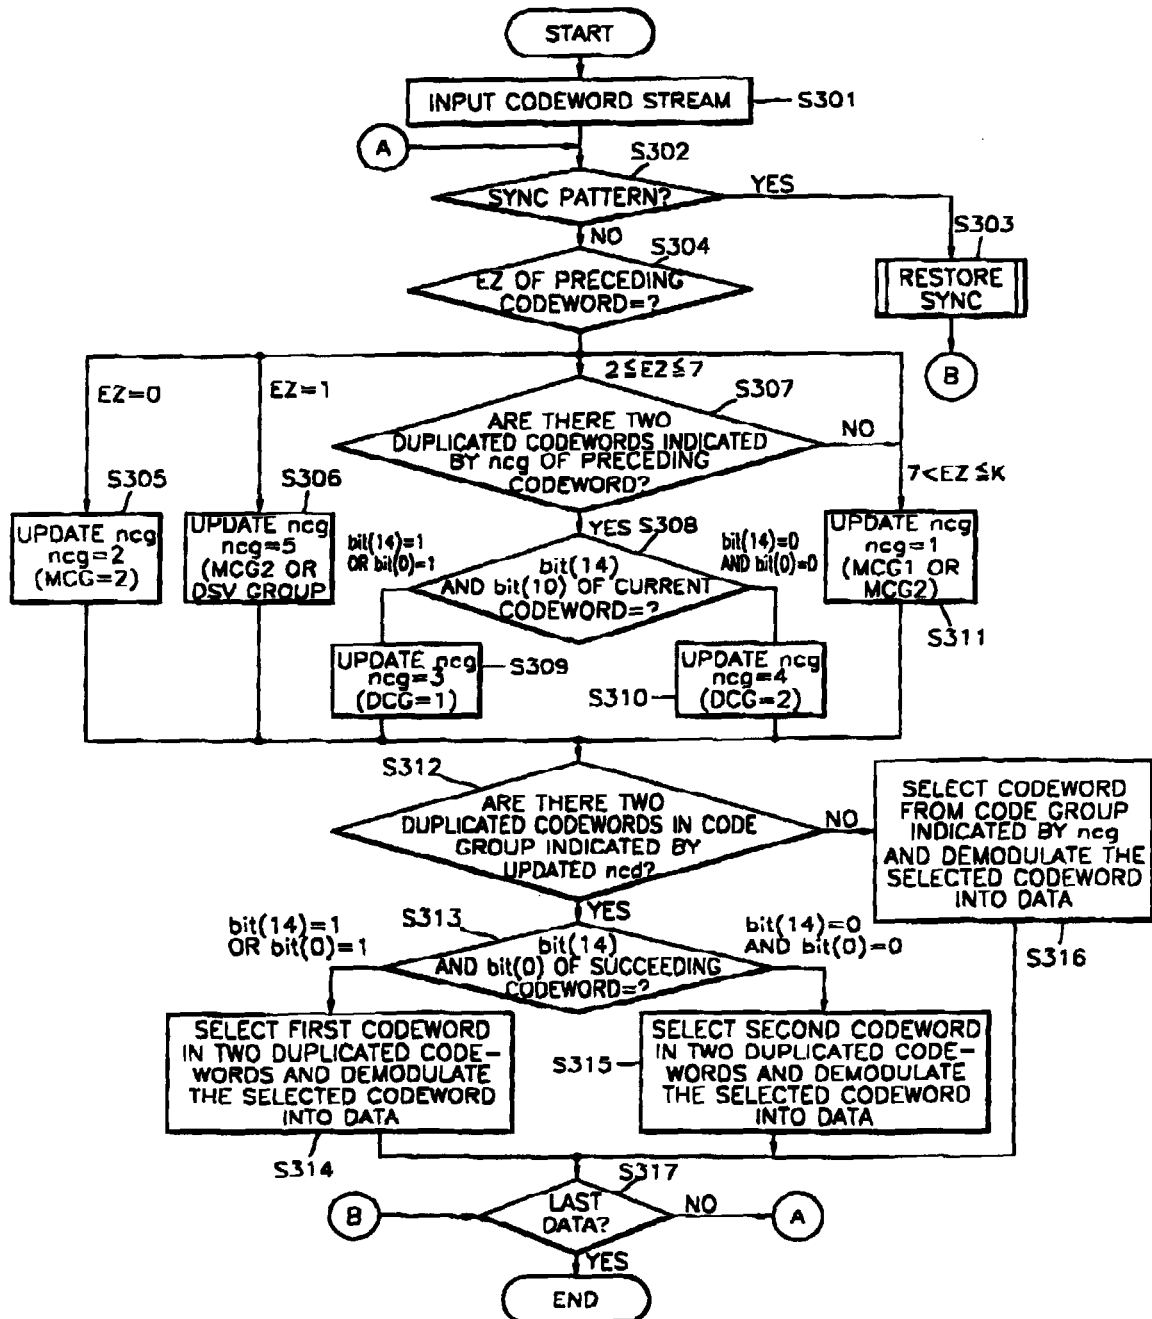 START
INPUT CODEWORD STREAM
S301
A
S302
SYNC PATTERN?
YES
NO
S303
RESTORE
SYNC
B
S304
EZ OF PRECEDING
CODEWORD=?
EZ=0
EZ=1
2≦EZ≦7
7<EZ≦K
S307
ARE THERE TWO
DUPLICATED CODEWORDS INDICATED
BY ncg OF PRECEDING
CODEWORD?
NO
YES
S305
UPDATE ncg
ncg=2
(MCG=2)
S306
UPDATE ncg
ncg=5
(MCG2 OR
DSV GROUP
S308
bit(14)=1
OR bit(0)=1
bit(14)
AND bit(10) OF CURRENT
CODEWORD=?
bit(14)=0
AND bit(0)=0
UPDATE ncg
ncg=1
(MCG1 OR
MCG2)
S311
UPDATE ncg
ncg=3
(DCG=1)
S309
UPDATE ncg
ncg=4
(DCG=2)
S310
S312
ARE THERE TWO
DUPLICATED CODEWORDS IN CODE
GROUP INDICATED BY
UPDATED ncd?
NO
YES
SELECT CODEWORD
FROM CODE GROUP
INDICATED BY ncg
AND DEMODULATE THE
SELECTED CODEWORD
INTO DATA
S316
S313
bit(14)=1
OR bit(0)=1
bit(14)
AND bit(0) OF SUCCEEDING
CODEWORD=?
bit(14)=0
AND bit(0)=0
SELECT FIRST CODEWORD
IN TWO DUPLICATED CODE-
WORDS AND DEMODULATE
THE SELECTED CODEWORD
INTO DATA
S314
SELECT SECOND CODEWORD
IN TWO DUPLICATED CODE-
WORDS AND DEMODULATE
THE SELECTED CODEWORD
INTO DATA
S315
S317
B
LAST
DATA?
NO
A
YES
END